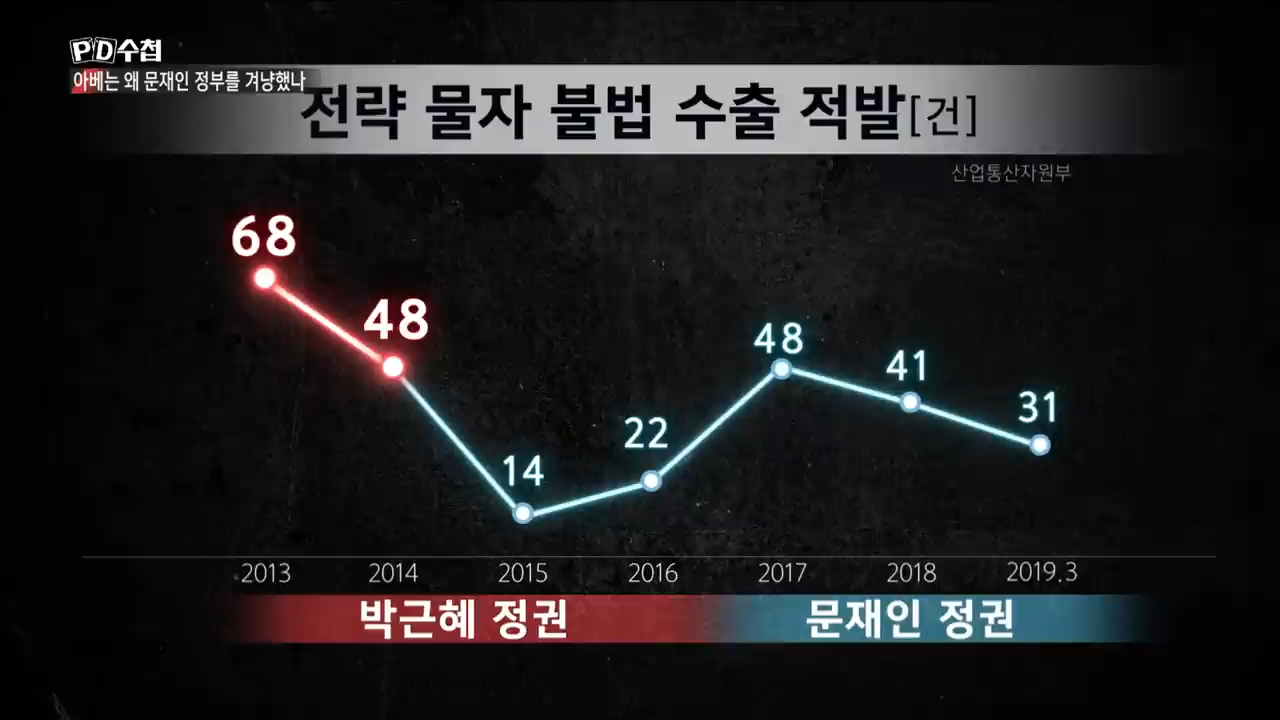 PD수첩
아베는 왜 문재인 정부를 겨냥했나
전략 물자 불법 수출 적발[건]
산업통산자원부
68
48
14
22
48
41
31
2013 2014 2015 2016 2017 2018 2019.3
박근혜 정권 문재인 정권